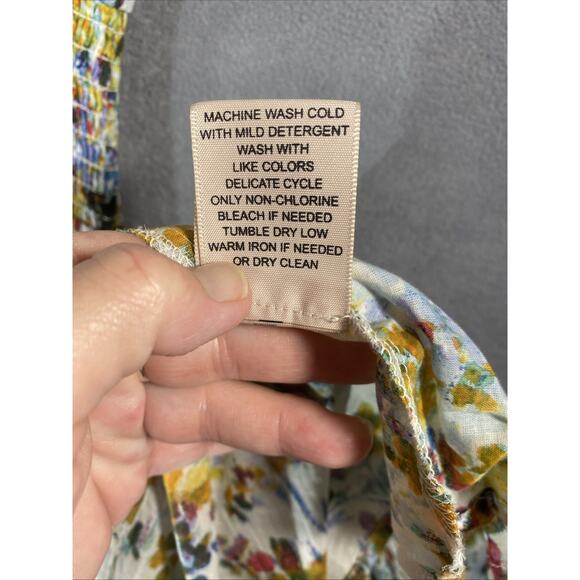 MACHINE WASH COLD
WITH MILD DETERGENT
WASH WITH
LIKE COLORS
DELICATE CYCLE
ONLY NON-CHLORINE
BLEACH IF NEEDED
TUMBLE DRY LOW
WARM IRON IF NEEDED
OR DRY CLEAN